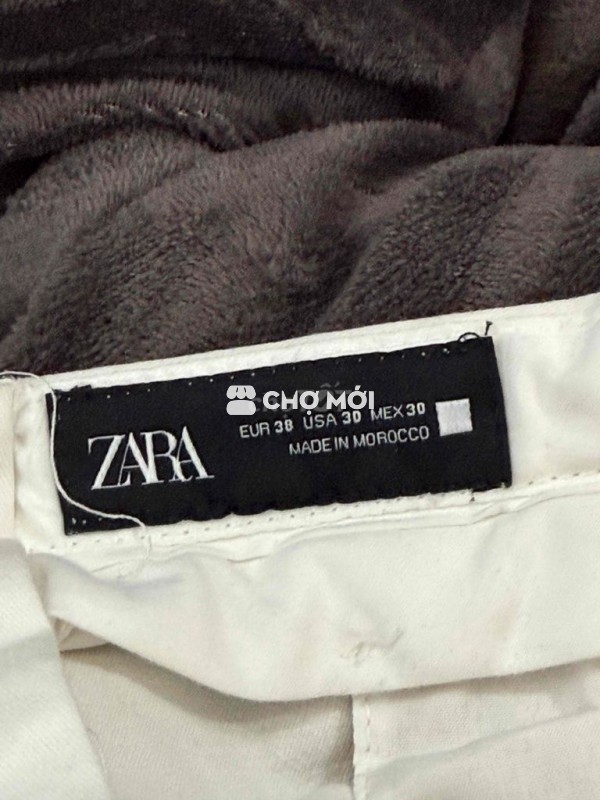 CHỢ MỚI
ZARA
EUR 38 USA 30 MEX 30
MADE IN MOROCCO